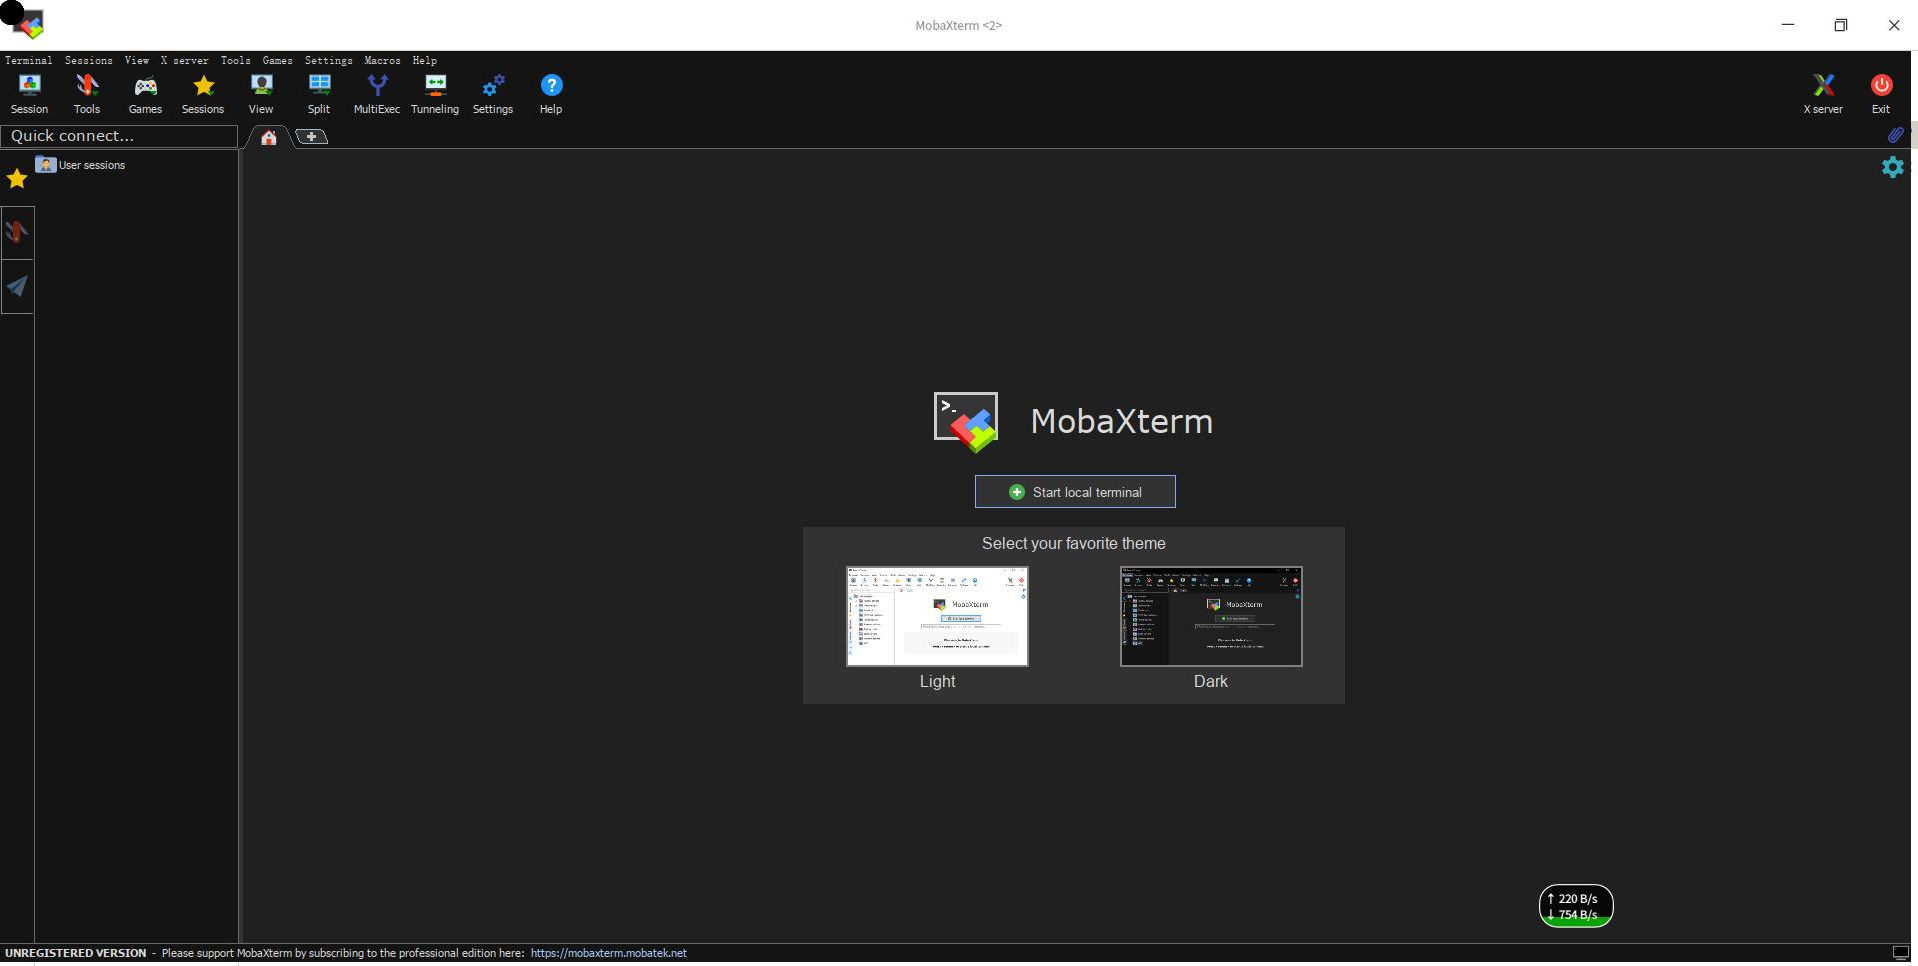 MobaXterm <2>
Terminal Sessions View X server Tools Games Settings Macros Help
Session Tools Games Sessions View Split MultiExec Tunneling Settings Help X server Exit
Quick connect...
User sessions
>_
MobaXterm
Start local terminal
Select your favorite theme
MobaXterm
MobaXterm
Light Dark
↑ 220 B/s
↓ 754 B/s
UNREGISTERED VERSION - Please support MobaXterm by subscribing to the professional edition here: https://mobaxterm.mobatek.net